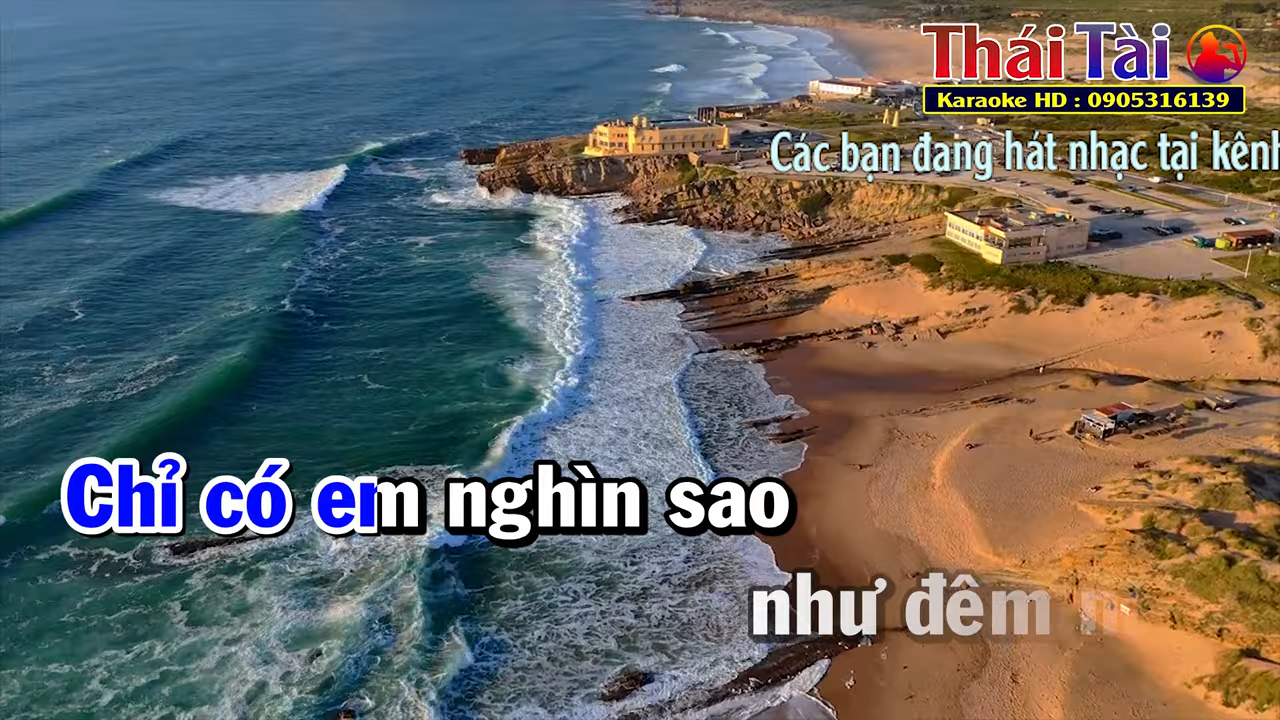 Thái Tài
Karaoke HD : 0905316139
Các bạn đang hát nhạc tại kênh
Chỉ có em nghìn sao
như đêm